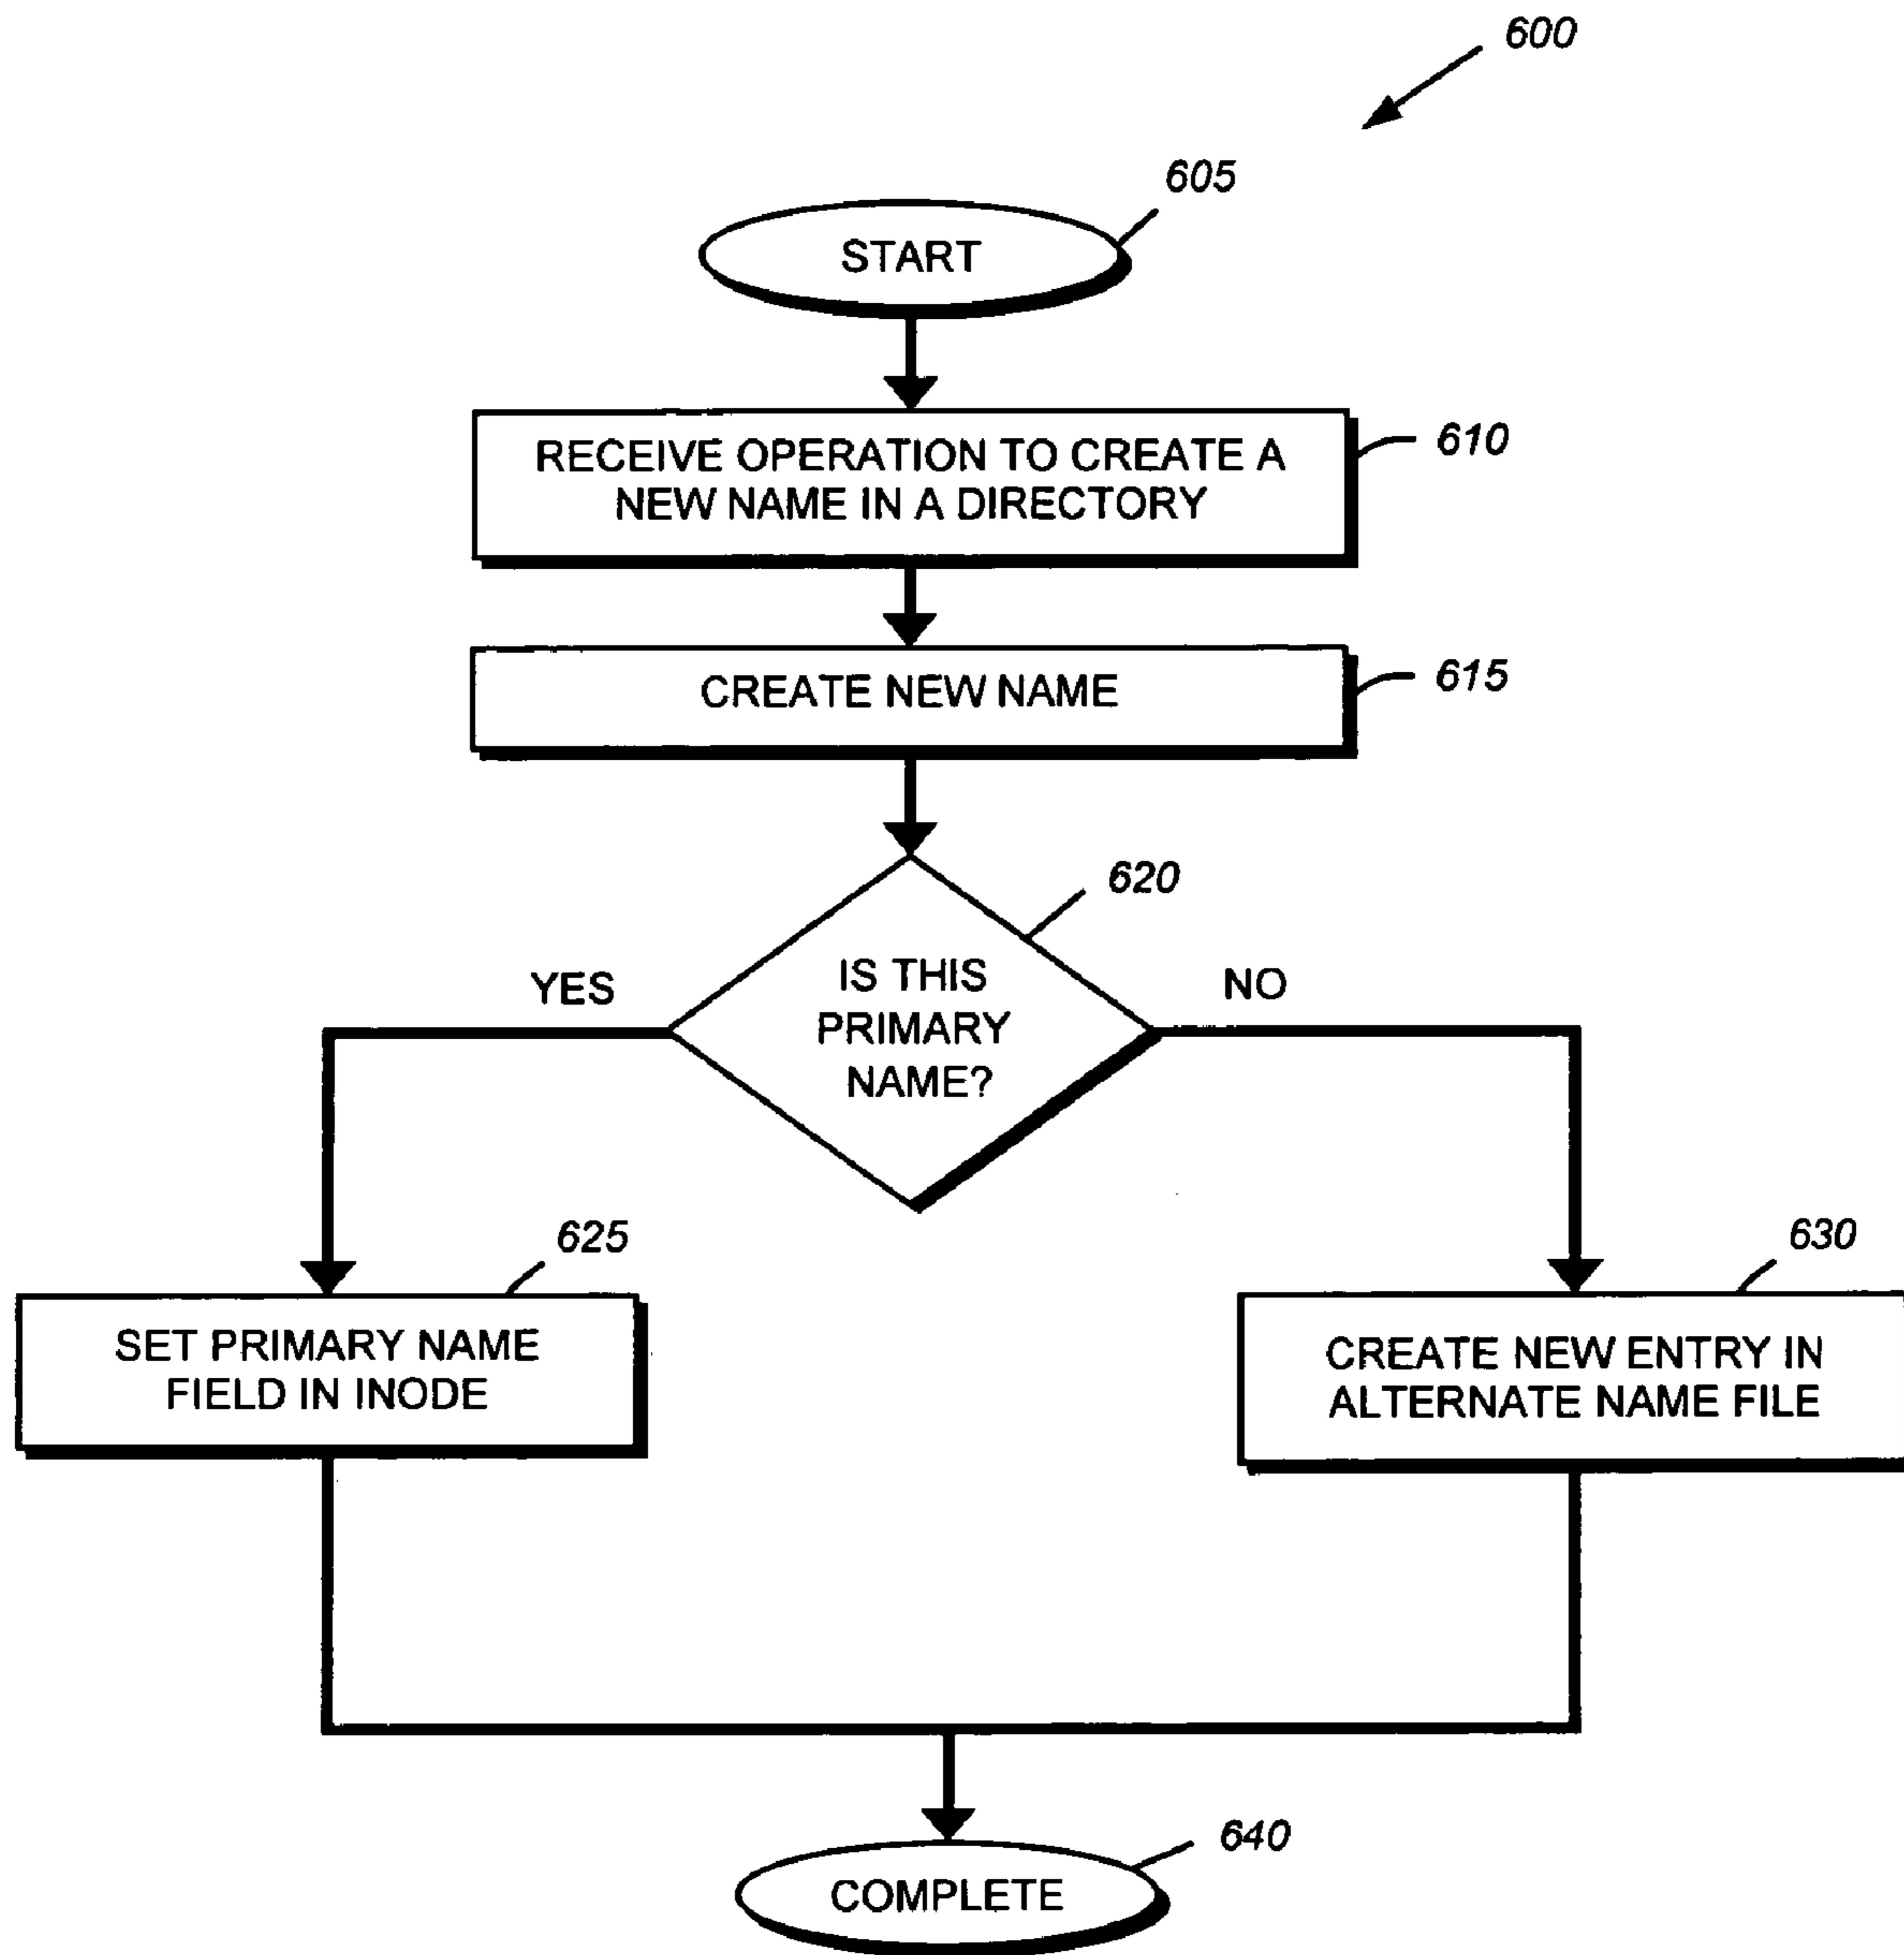 600
605
START
RECEIVE OPERATION TO CREATE A
NEW NAME IN A DIRECTORY
610
CREATE NEW NAME
615
620
IS THIS
PRIMARY
NAME?
YES
NO
625
SET PRIMARY NAME
FIELD IN INODE
630
CREATE NEW ENTRY IN
ALTERNATE NAME FILE
640
COMPLETE